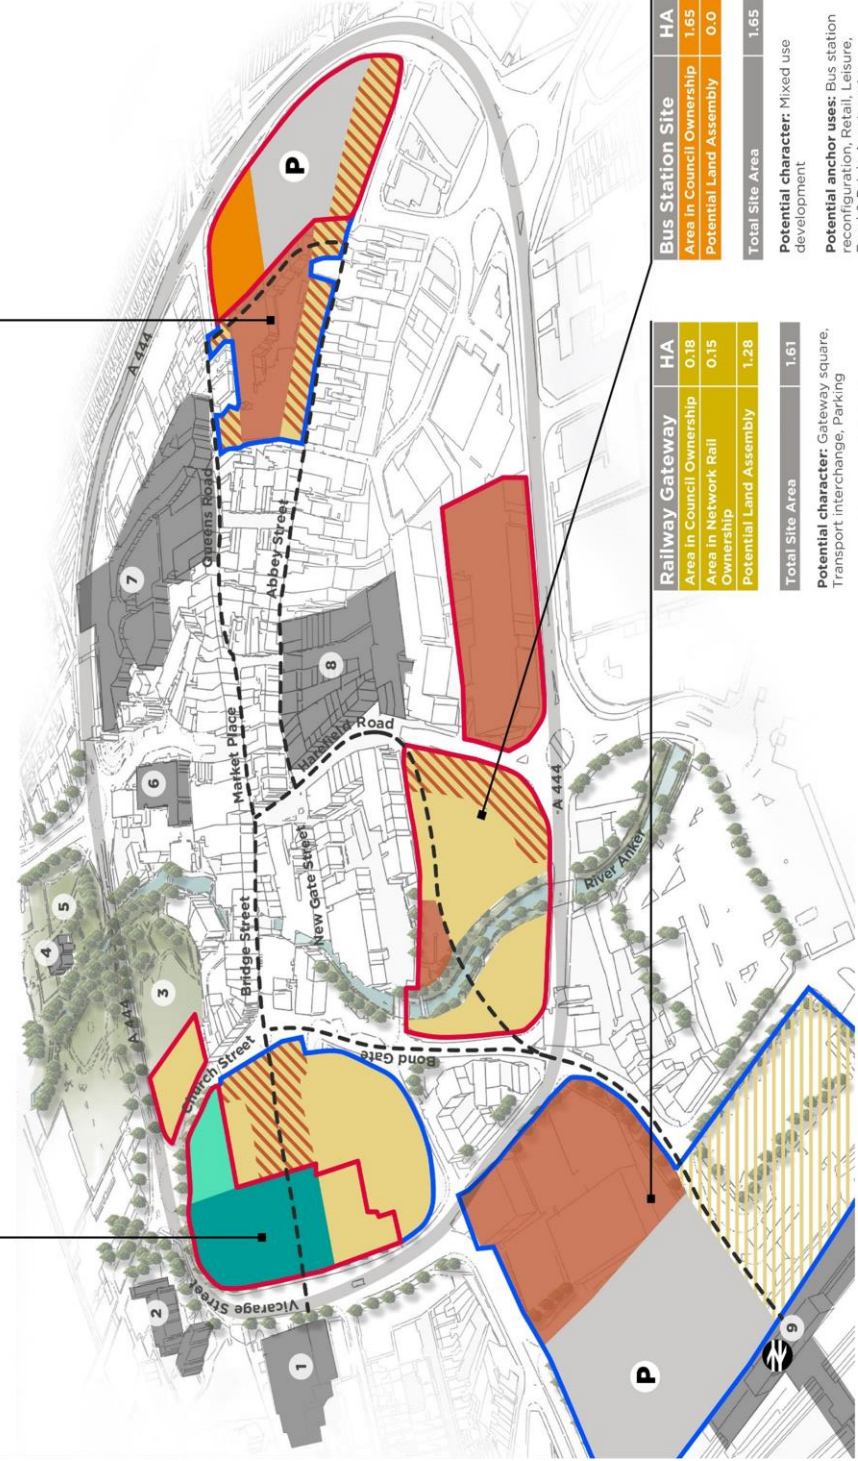 A 444
P
Queens Road
7
Abbey Street
8
Market Place
6
Harefield Road
New Gate Street
Bridge Street
5
4
3
A 444
Church Street
Bond Gate
River Anker
A 444
Vicarage Street
2
1
P
9
Bus Station Site HA
Area in Council Ownership 1.65
Potential Land Assembly 0.0
Total Site Area 1.65
Potential character: Mixed use
development
Potential anchor uses: Bus station
reconfiguration, Retail, Leisure,
Railway Gateway HA
Area in Council Ownership 0.18
Area in Network Rail
Ownership 0.15
Potential Land Assembly 1.28
Total Site Area 1.61
Potential character: Gateway square,
Transport interchange, Parking